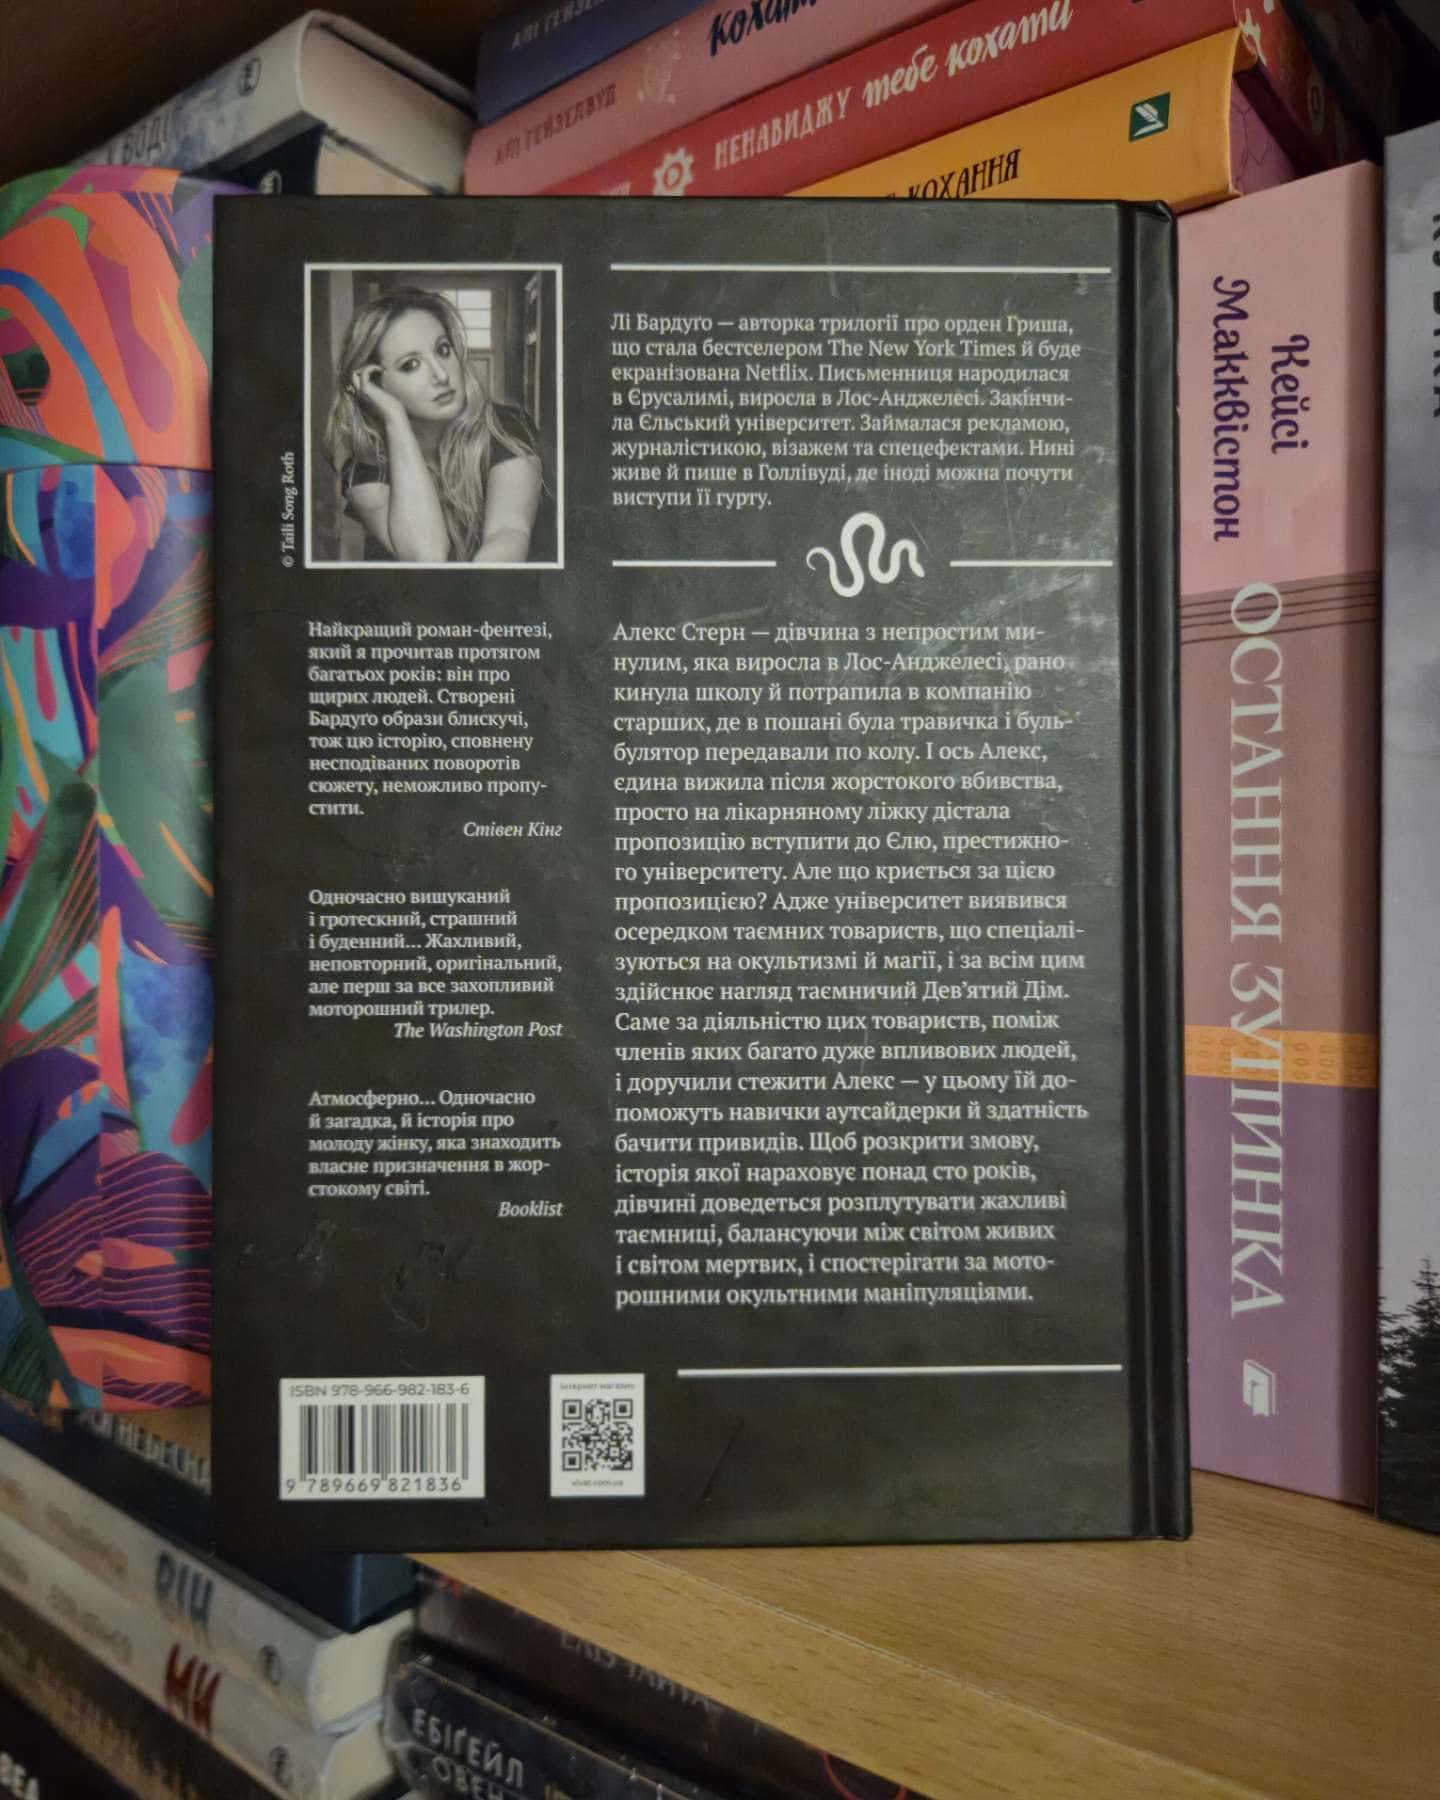 АЛІ ГЕЙЗЕЛВУД
АЛІ ГЕЙЗЕЛВУД
НЕНАВИДЖУ тебе кохати
КОХАННЯ
© Taili Song Roth
Лі Бардуґо — авторка трилогії про орден Гриша,
що стала бестселером The New York Times й буде
екранізована Netflix. Письменниця народилася
в Єрусалимі, виросла в Лос-Анджелесі. Закінчи-
ла Єльський університет. Займалася рекламою,
журналістикою, візажем та спецефектами. Нині
живе й пише в Голлівуді, де іноді можна почути
виступи її гурту.
Найкращий роман-фентезі,
який я прочитав протягом
багатьох років: він про
щирих людей. Створені
Бардуґо образи блискучі,
тож цю історію, сповнену
несподіваних поворотів
сюжету, неможливо пропу-
стити.
Стівен Кінг
Одночасно вишуканий
і гротескний, страшний
і буденний... Жахливий,
неповторний, оригінальний,
але перш за все захопливий
моторошний трилер.
The Washington Post
Атмосферно... Одночасно
й загадка, й історія про
молоду жінку, яка знаходить
власне призначення в жор-
стокому світі.
Booklist
Алекс Стерн — дівчина з непростим ми-
нулим, яка виросла в Лос-Анджелесі, рано
кинула школу й потрапила в компанію
старших, де в пошані була травичка і буль-
булятор передавали по колу. І ось Алекс,
єдина вижила після жорстокого вбивства,
просто на лікарняному ліжку дістала
пропозицію вступити до Єлю, престижно-
го університету. Але що криється за цією
пропозицією? Адже університет виявився
осередком таємних товариств, що спеціалі-
зуються на окультизмі й магії, і за всім цим
здійснює нагляд таємничий Дев’ятий Дім.
Саме за діяльністю цих товариств, поміж
членів яких багато дуже впливових людей,
і доручили стежити Алекс — у цьому їй до-
поможуть навички аутсайдерки й здатність
бачити привидів. Щоб розкрити змову,
історія якої нараховує понад сто років,
дівчині доведеться розплутувати жахливі
таємниці, балансуючи між світом живих
і світом мертвих, і спостерігати за мото-
рошними окультними маніпуляціями.
ISBN 978-966-982-183-6
9 789669 821836
інтернет-магазин
vivat.com.ua
Кейсі
Макквістон
ОСТАННЯ ЗУПИНКА
РІН
МИ
ЕБІҐЕЙЛ
ОВЕН